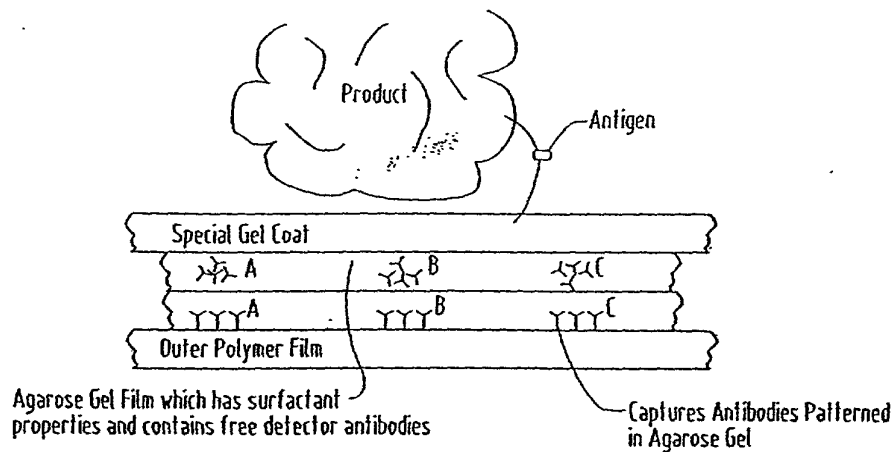 Product
Antigen
Special Gel Coat
A B C
A B C
Outer Polymer Film
Agarose Gel Film which has surfactant
properties and contains free detector antibodies
Captures Antibodies Patterned
in Agarose Gel